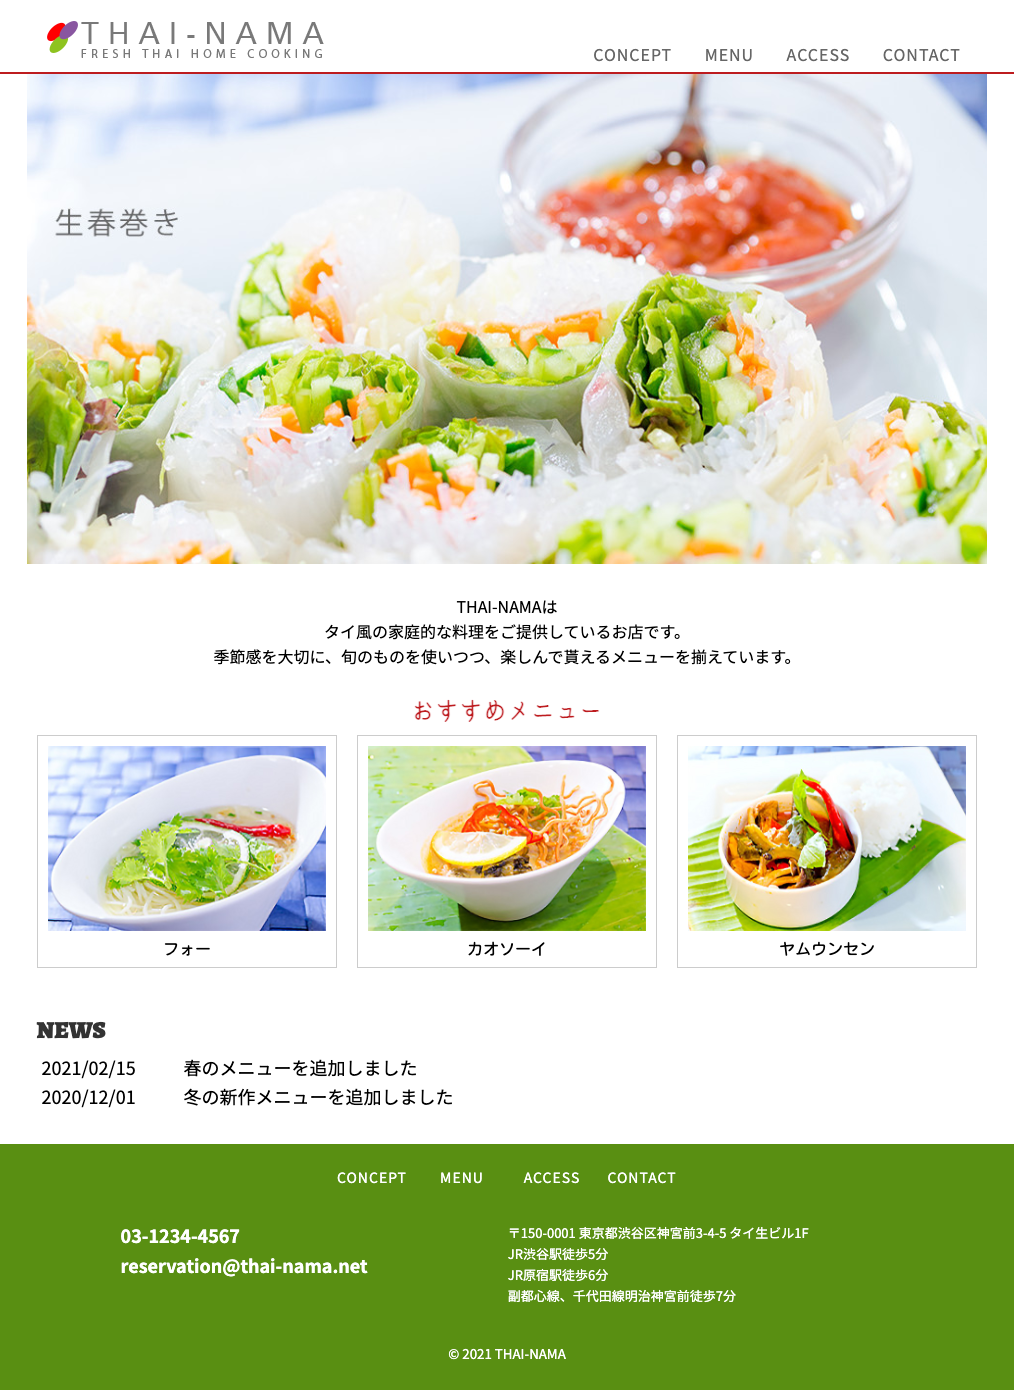 THAI-NAMA
FRESH THAI HOME COOKING
CONCEPT MENU ACCESS CONTACT
生春巻き
THAI-NAMAは
タイ風の家庭的な料理をご提供しているお店です。
季節感を大切に、旬のものを使いつつ、楽しんで貰えるメニューを揃えています。
おすすめメニュー
フォー
カオソーイ
ヤムウンセン
NEWS
2021/02/15 春のメニューを追加しました
2020/12/01 冬の新作メニューを追加しました
CONCEPT MENU ACCESS CONTACT
03-1234-4567
reservation@thai-nama.net
〒150-0001 東京都渋谷区神宮前3-4-5 タイ生ビル1F
JR渋谷駅徒歩5分
JR原宿駅徒歩6分
副都心線、千代田線明治神宮前徒歩7分
© 2021 THAI-NAMA